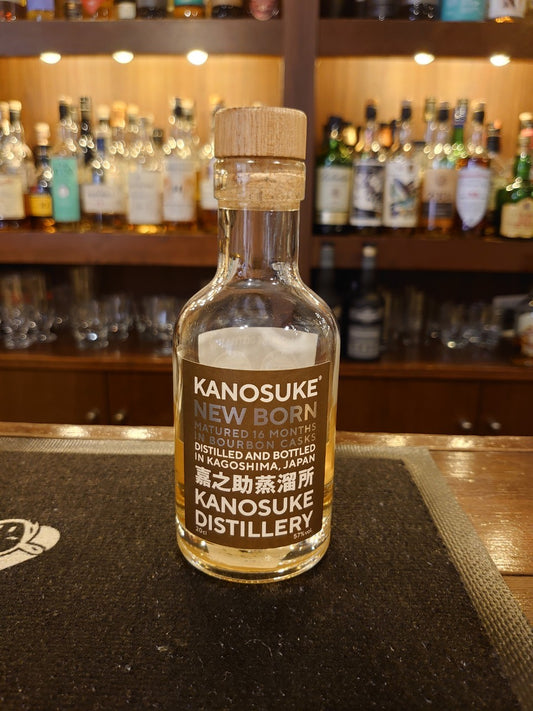 KANOSUKE®
NEW BORN
MATURED 16 MONTHS
IN BOURBON CASKS
DISTILLED AND BOTTLED
IN KAGOSHIMA, JAPAN
嘉之助蒸溜所
KANOSUKE
DISTILLERY
20cl 57% vol.